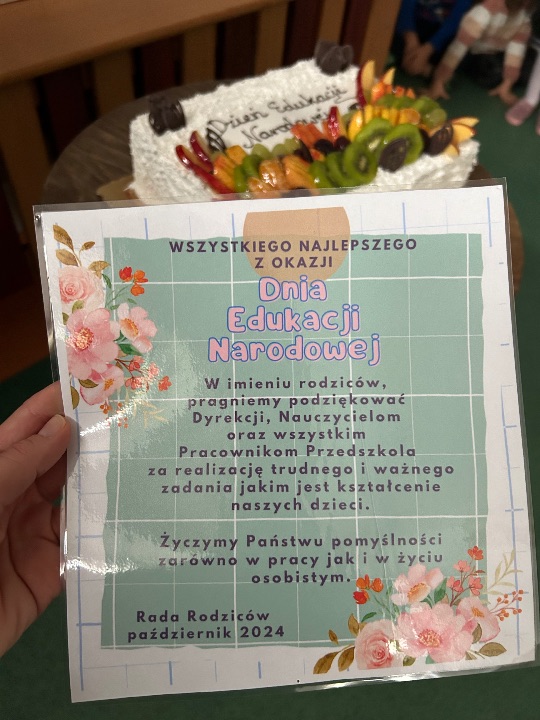 Dzień Edukacji
Narodowej
WSZYSTKIEGO NAJLEPSZEGO
Z OKAZJI
Dnia
Edukacji
Narodowej
W imieniu rodziców,
pragniemy podziękować
Dyrekcji, Nauczycielom
oraz wszystkim
Pracownikom Przedszkola
za realizację trudnego i ważnego
zadania jakim jest kształcenie
naszych dzieci.
Życzymy Państwu pomyślności
zarówno w pracy jak i w życiu
osobistym.
Rada Rodziców
październik 2024